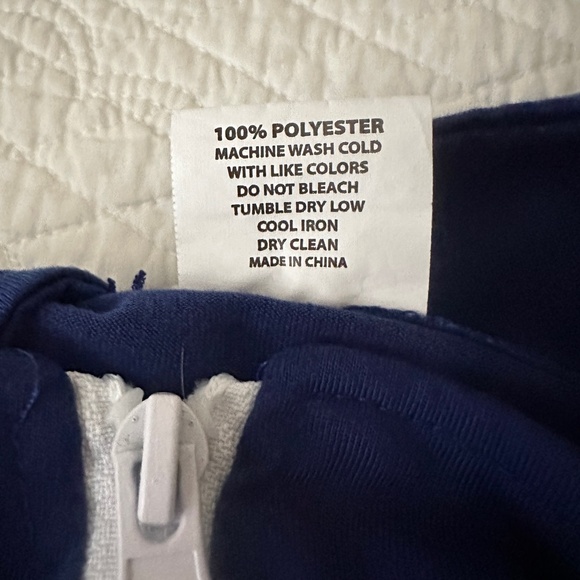 100% POLYESTER
MACHINE WASH COLD
WITH LIKE COLORS
DO NOT BLEACH
TUMBLE DRY LOW
COOL IRON
DRY CLEAN
MADE IN CHINA